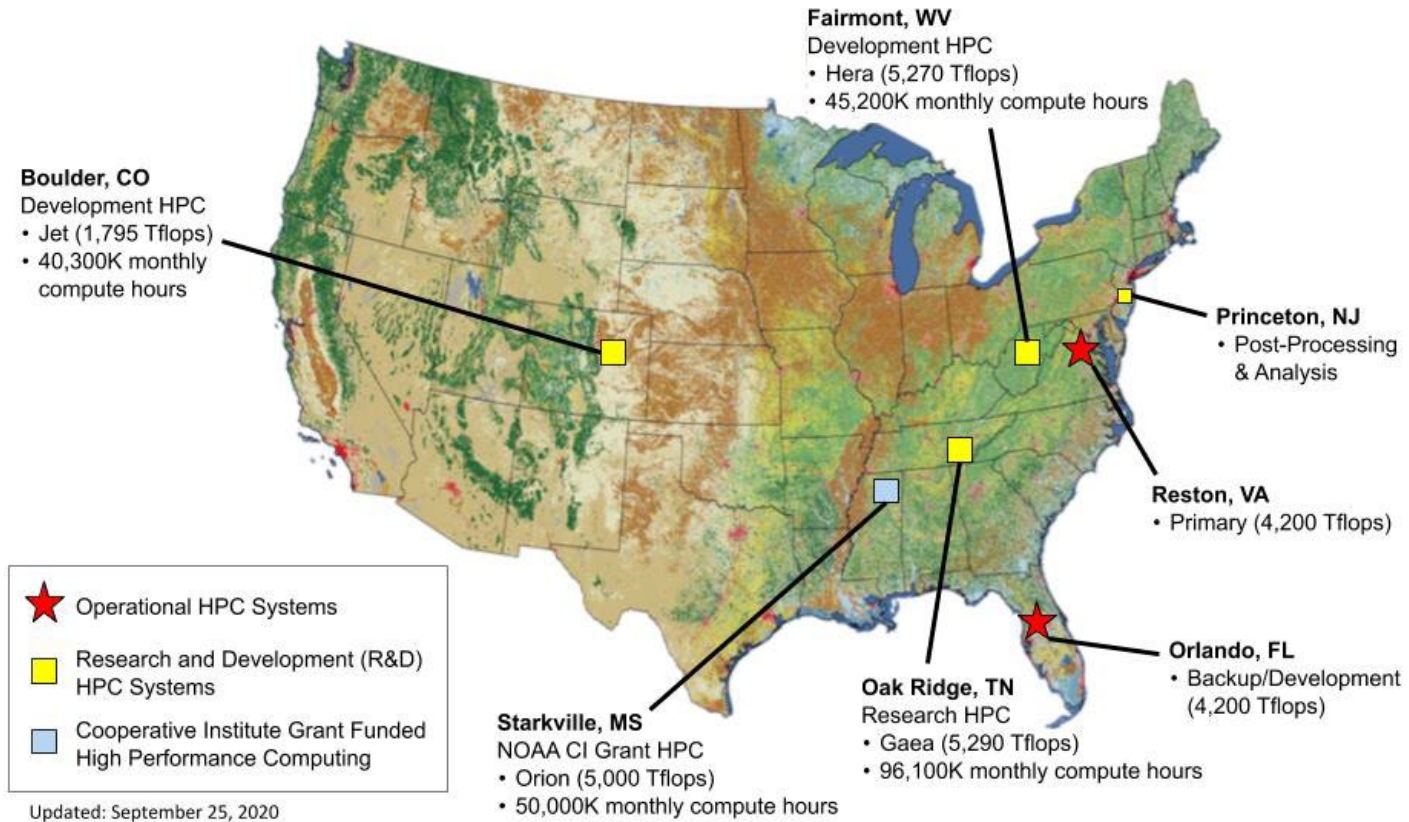 Fairmont, WV
Development HPC
• Hera (5,270 Tflops)
• 45,200K monthly compute hours
Boulder, CO
Development HPC
• Jet (1,795 Tflops)
• 40,300K monthly
compute hours
Princeton, NJ
• Post-Processing
& Analysis
Reston, VA
• Primary (4,200 Tflops)
Orlando, FL
• Backup/Development
(4,200 Tflops)
Oak Ridge, TN
Research HPC
• Gaea (5,290 Tflops)
• 96,100K monthly compute hours
Starkville, MS
NOAA CI Grant HPC
• Orion (5,000 Tflops)
• 50,000K monthly compute hours
Operational HPC Systems
Research and Development (R&D)
HPC Systems
Cooperative Institute Grant Funded
High Performance Computing
Updated: September 25, 2020